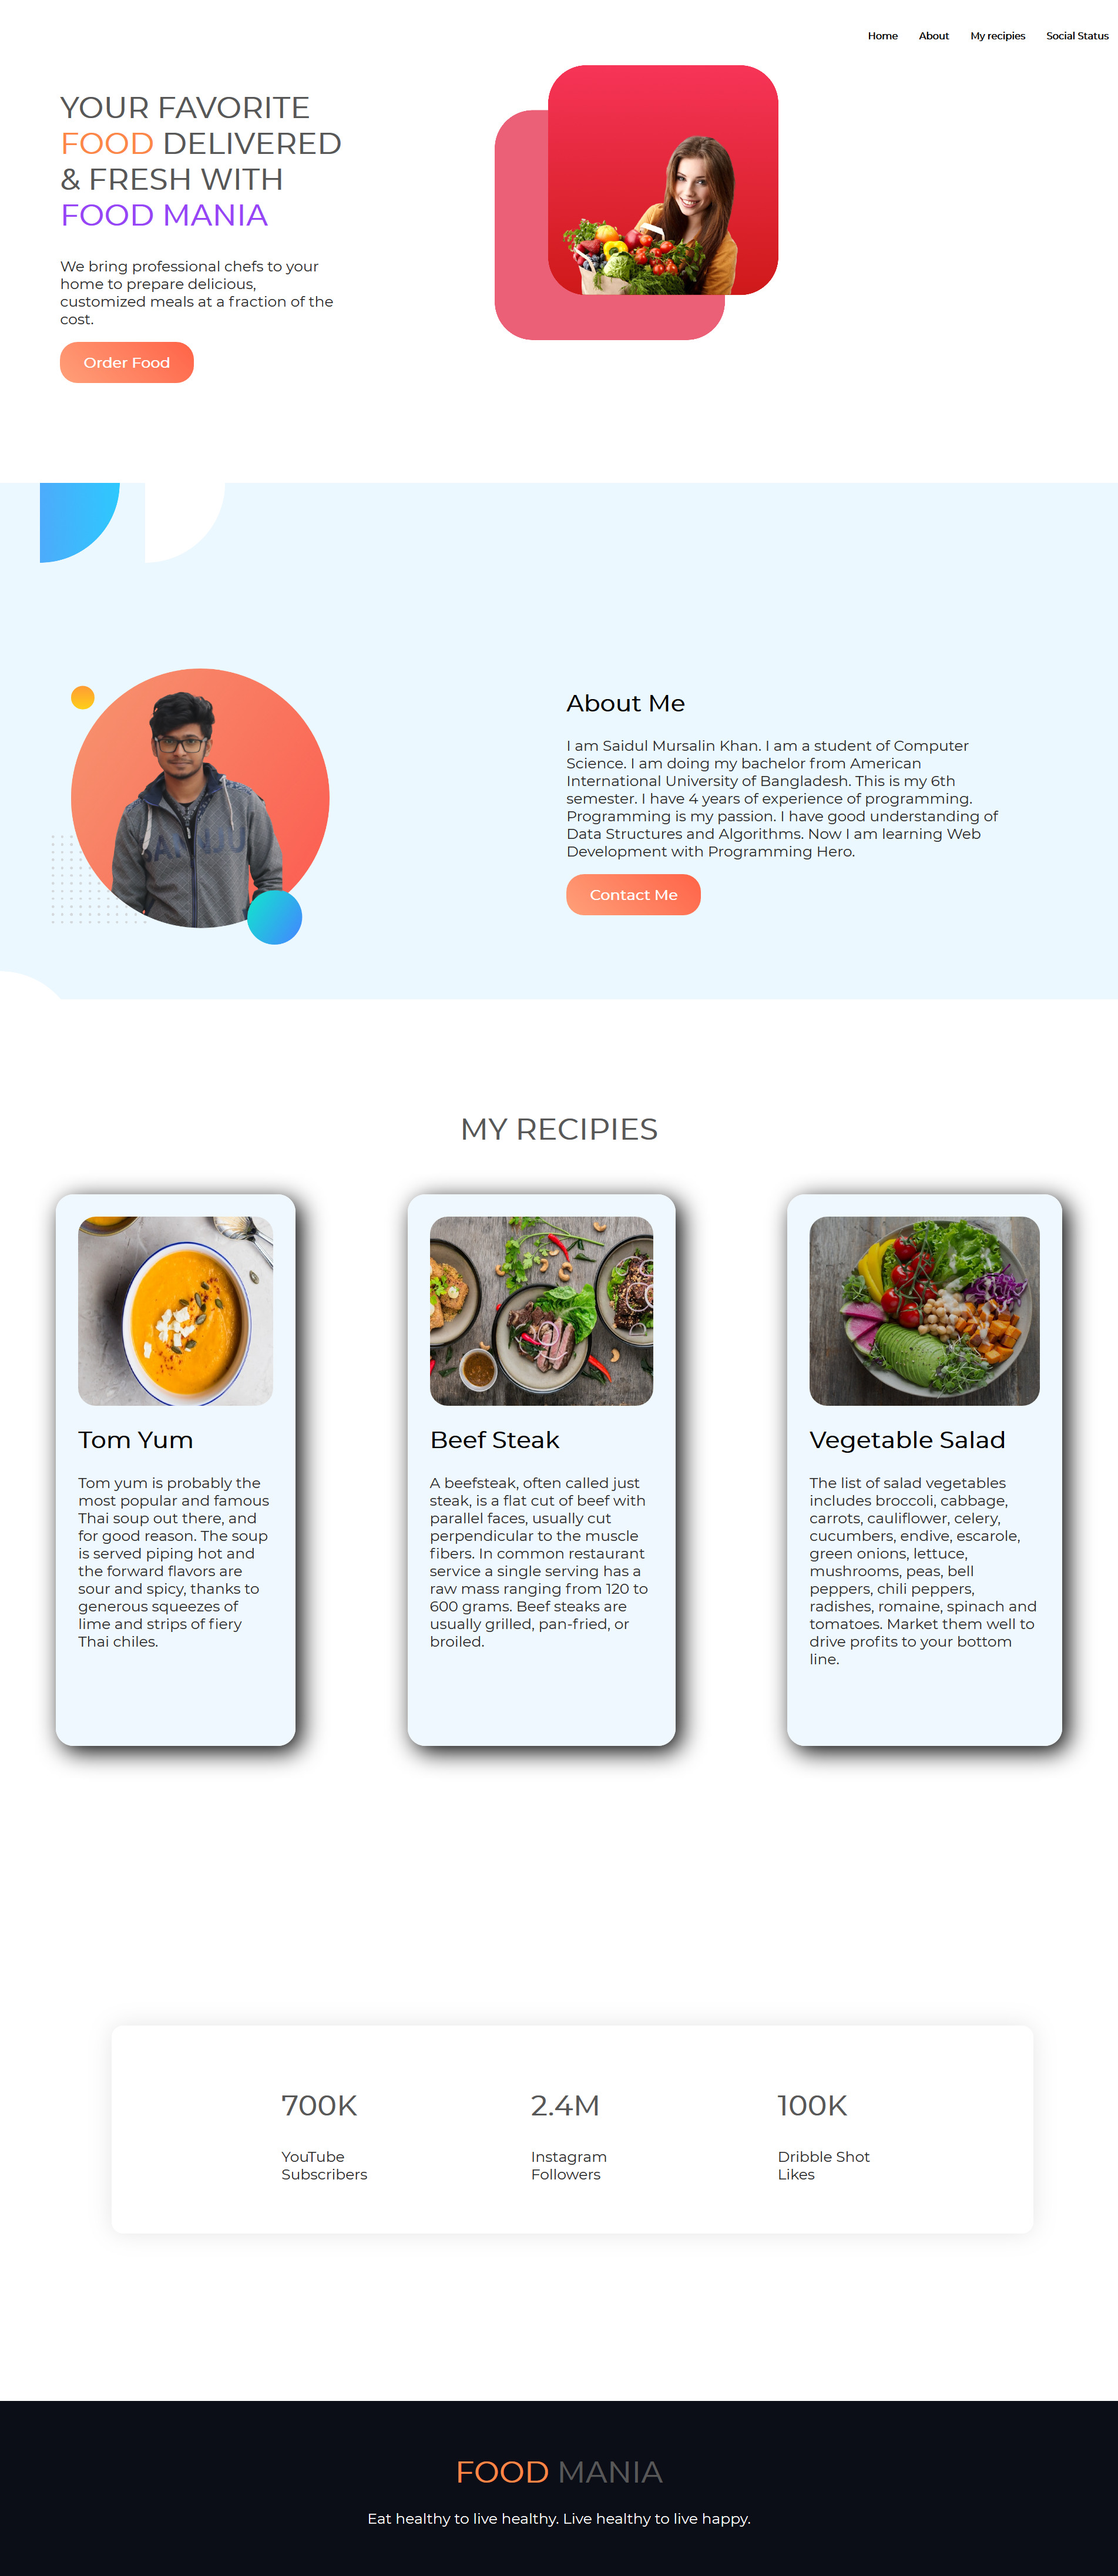 Home About My recipies Social Status
YOUR FAVORITE
FOOD DELIVERED
& FRESH WITH
FOOD MANIA
We bring professional chefs to your
home to prepare delicious,
customized meals at a fraction of the
cost.
Order Food
About Me
I am Saidul Mursalin Khan. I am a student of Computer
Science. I am doing my bachelor from American
International University of Bangladesh. This is my 6th
semester. I have 4 years of experience of programming.
Programming is my passion. I have good understanding of
Data Structures and Algorithms. Now I am learning Web
Development with Programming Hero.
Contact Me
MY RECIPIES
Tom Yum
Tom yum is probably the
most popular and famous
Thai soup out there, and
for good reason. The soup
is served piping hot and
the forward flavors are
sour and spicy, thanks to
generous squeezes of
lime and strips of fiery
Thai chiles.
Beef Steak
A beefsteak, often called just
steak, is a flat cut of beef with
parallel faces, usually cut
perpendicular to the muscle
fibers. In common restaurant
service a single serving has a
raw mass ranging from 120 to
600 grams. Beef steaks are
usually grilled, pan-fried, or
broiled.
Vegetable Salad
The list of salad vegetables
includes broccoli, cabbage,
carrots, cauliflower, celery,
cucumbers, endive, escarole,
green onions, lettuce,
mushrooms, peas, bell
peppers, chili peppers,
radishes, romaine, spinach and
tomatoes. Market them well to
drive profits to your bottom
line.
700K
YouTube
Subscribers
2.4M
Instagram
Followers
100K
Dribble Shot
Likes
FOOD MANIA
Eat healthy to live healthy. Live healthy to live happy.